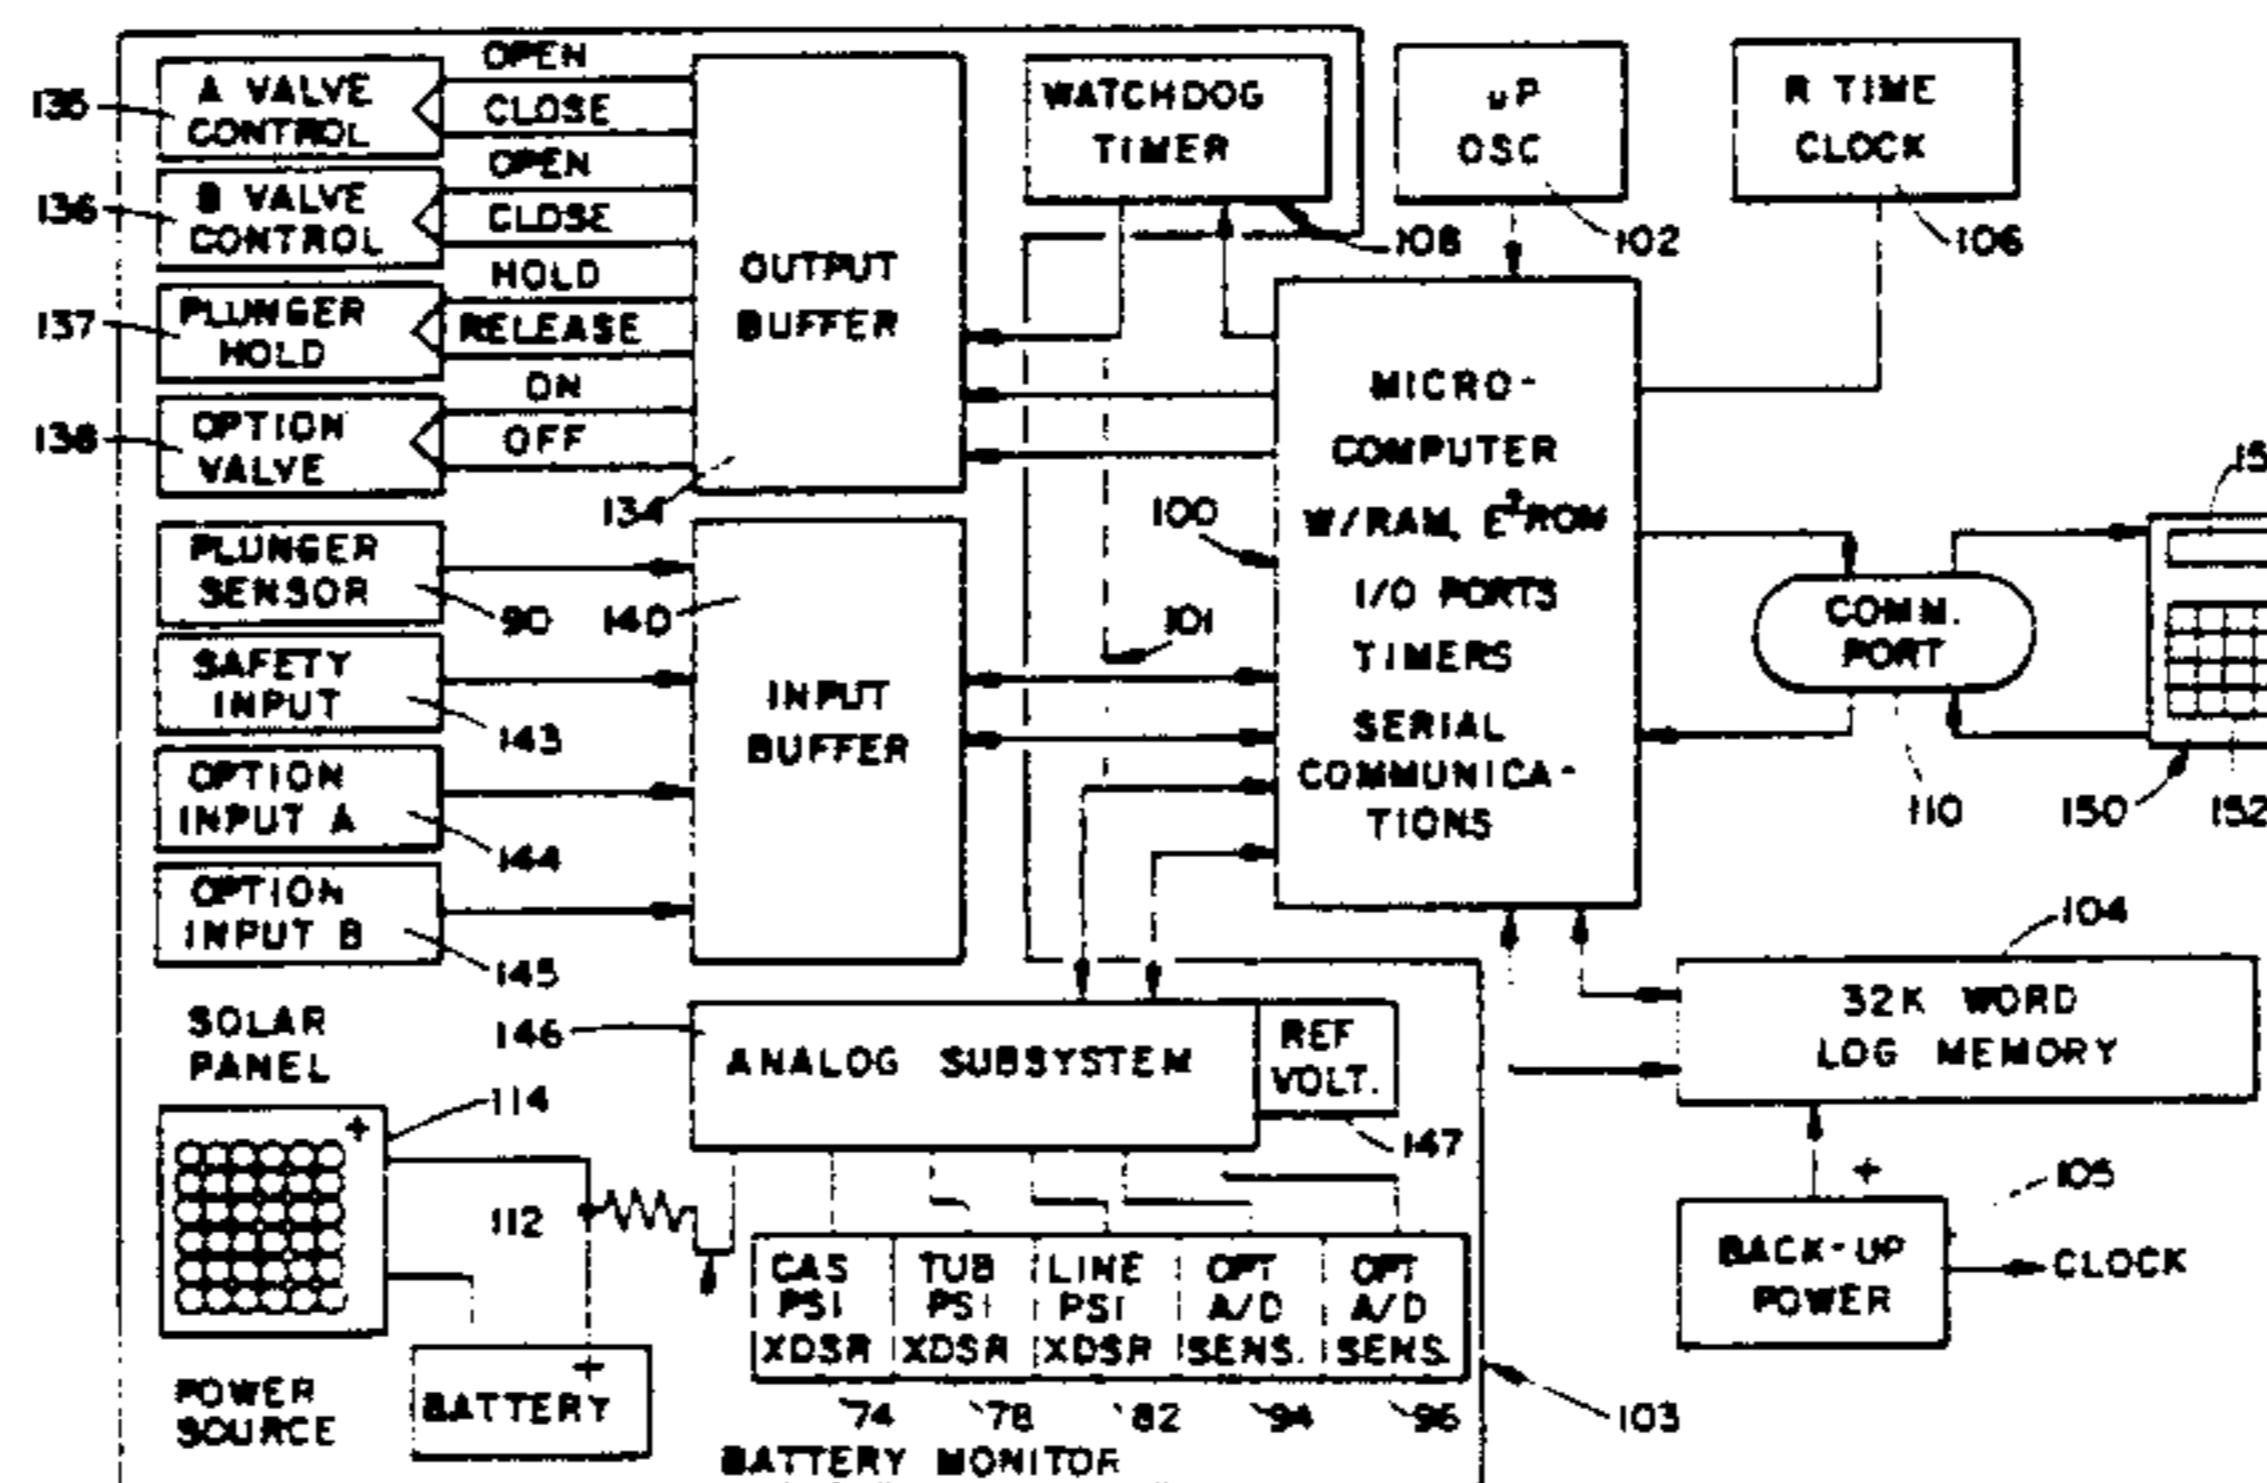 OPEN
A VALVE
CONTROL
CLOSE
135
OPEN
B VALVE
CONTROL
CLOSE
136
HOLD
PLUNGER
HOLD
RELEASE
137
ON
OPTION
VALVE
OFF
138
OUTPUT
BUFFER
134
WATCHDOG
TIMER
108
uP
OSC
102
R TIME
CLOCK
106
PLUNGER
SENSOR
90
140
SAFETY
INPUT
143
OPTION
INPUT A
144
OPTION
INPUT B
145
INPUT
BUFFER
100
101
MICRO-
COMPUTER
W/RAM, E²ROM
I/O PORTS
TIMERS
SERIAL
COMMUNICA-
TIONS
COMM.
PORT
110
15
150
152
104
32K WORD
LOG MEMORY
SOLAR
PANEL
114
146
ANALOG SUBSYSTEM
REF
VOLT.
147
112
+
+
105
BACK-UP
POWER
CLOCK
CAS
PSI
XDSR
TUB
PSI
XDSR
LINE
PSI
XDSR
OPT
A/D
SENS.
OPT
A/D
SENS.
74
78
82
94
96
103
POWER
SOURCE
+
BATTERY
BATTERY MONITOR